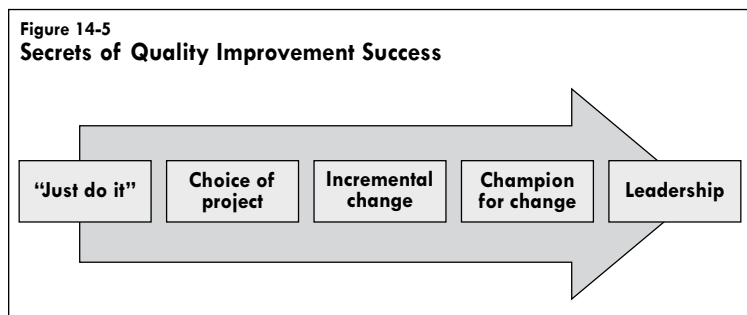 Figure 14-5
Secrets of Quality Improvement Success
“Just do it”
Choice of
project
Incremental
change
Champion
for change
Leadership